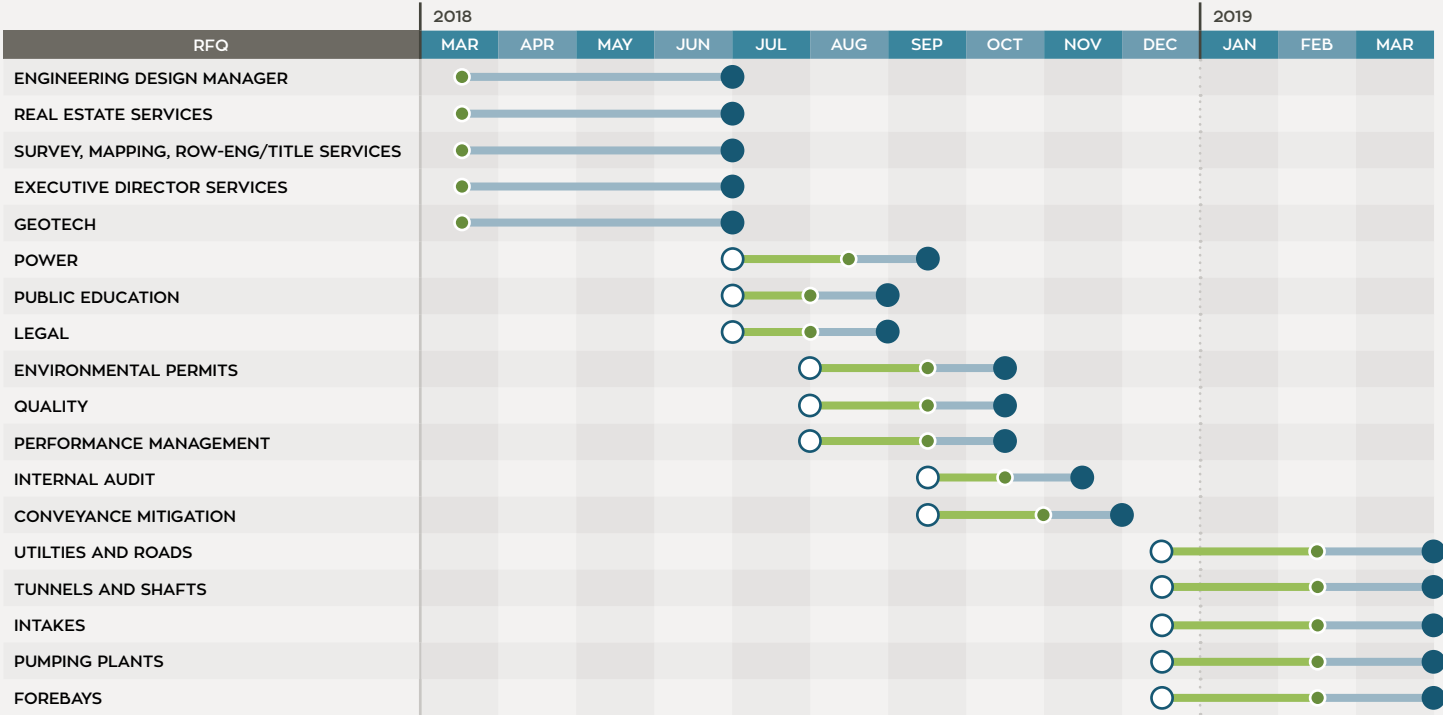 2018 2019
RFQ MAR APR MAY JUN JUL AUG SEP OCT NOV DEC JAN FEB MAR
ENGINEERING DESIGN MANAGER
REAL ESTATE SERVICES
SURVEY, MAPPING, ROW-ENG/TITLE SERVICES
EXECUTIVE DIRECTOR SERVICES
GEOTECH
POWER
PUBLIC EDUCATION
LEGAL
ENVIRONMENTAL PERMITS
QUALITY
PERFORMANCE MANAGEMENT
INTERNAL AUDIT
CONVEYANCE MITIGATION
UTILTIES AND ROADS
TUNNELS AND SHAFTS
INTAKES
PUMPING PLANTS
FOREBAYS